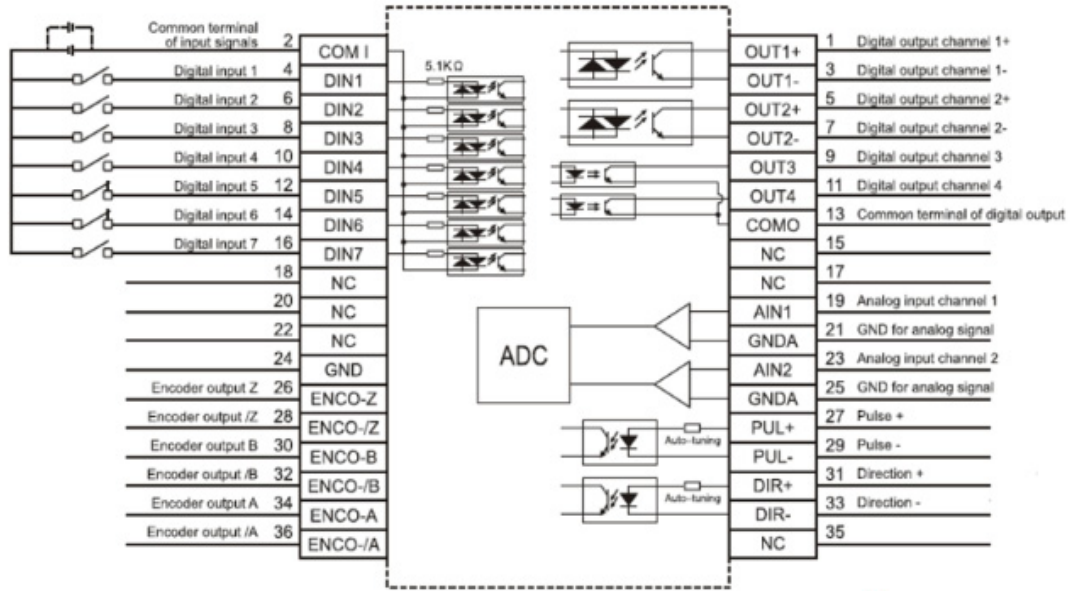 Common terminal
of input signals 2 COM I
Digital input 1 4 DIN1
Digital input 2 6 DIN2
Digital input 3 8 DIN3
Digital input 4 10 DIN4
Digital input 5 12 DIN5
Digital input 6 14 DIN6
Digital input 7 16 DIN7
18 NC
20 NC
22 NC
24 GND
Encoder output Z 26 ENCO-Z
Encoder output /Z 28 ENCO-/Z
Encoder output B 30 ENCO-B
Encoder output /B 32 ENCO-/B
Encoder output A 34 ENCO-A
Encoder output /A 36 ENCO-/A
5.1KΩ
ADC
Auto-tuning
Auto-tuning
OUT1+ 1 Digital output channel 1+
OUT1- 3 Digital output channel 1-
OUT2+ 5 Digital output channel 2+
OUT2- 7 Digital output channel 2-
OUT3 9 Digital output channel 3
OUT4 11 Digital output channel 4
COMO 13 Common terminal of digital output
NC 15
NC 17
AIN1 19 Analog input channel 1
GNDA 21 GND for analog signal
AIN2 23 Analog input channel 2
GNDA 25 GND for analog signal
PUL+ 27 Pulse +
PUL- 29 Pulse -
DIR+ 31 Direction +
DIR- 33 Direction -
NC 35